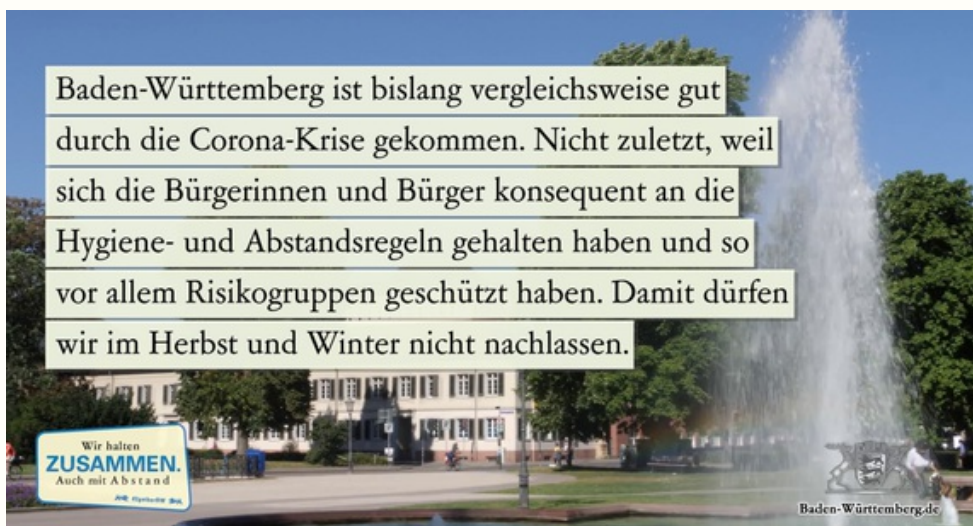 Baden-Württemberg ist bislang vergleichsweise gut
durch die Corona-Krise gekommen. Nicht zuletzt, weil
sich die Bürgerinnen und Bürger konsequent an die
Hygiene- und Abstandsregeln gehalten haben und so
vor allem Risikogruppen geschützt haben. Damit dürfen
wir im Herbst und Winter nicht nachlassen.
Wir halten
ZUSAMMEN.
Auch mit Abstand
Baden-Württemberg.de